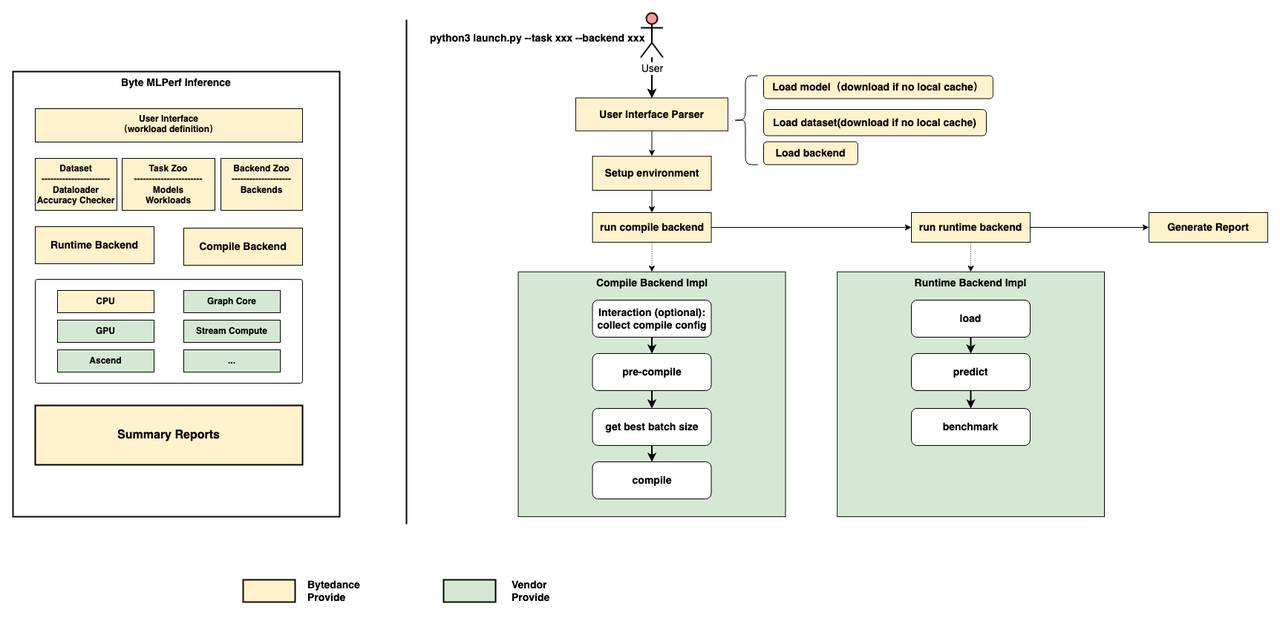 Byte MLPerf Inference
User Interface
（workload definition）
Dataset
-----------------------
Dataloader
Accuracy Checker
Task Zoo
-----------------------
Models
Workloads
Backend Zoo
--------------------
Backends
Runtime Backend
Compile Backend
CPU
Graph Core
GPU
Stream Compute
Ascend
...
Summary Reports
python3 launch.py --task xxx --backend xxx
User
User Interface Parser
Load model（download if no local cache）
Load dataset(download if no local cache)
Load backend
Setup environment
run compile backend
run runtime backend
Generate Report
Compile Backend Impl
Interaction (optional):
collect compile config
pre-compile
get best batch size
compile
Runtime Backend Impl
load
predict
benchmark
Bytedance
Provide
Vendor
Provide